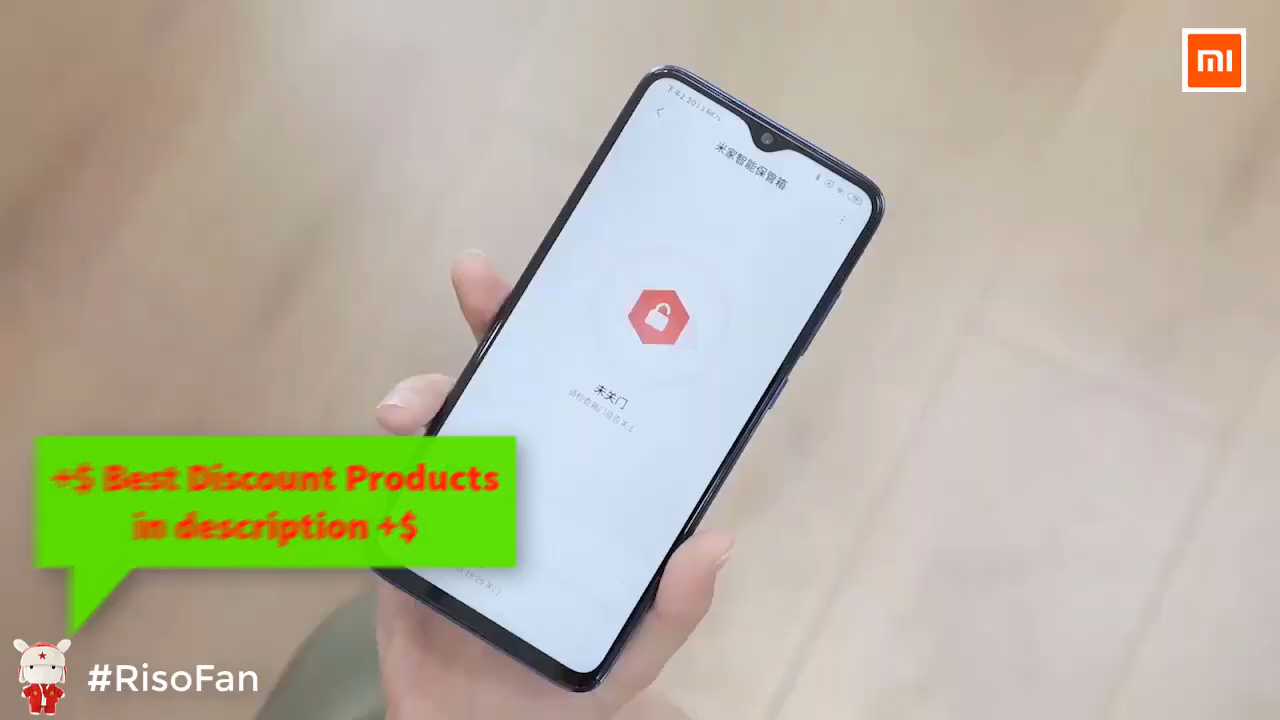 mi
米家智能保管箱
未关门
+$ Best Discount Products
in description +$
#RisoFan